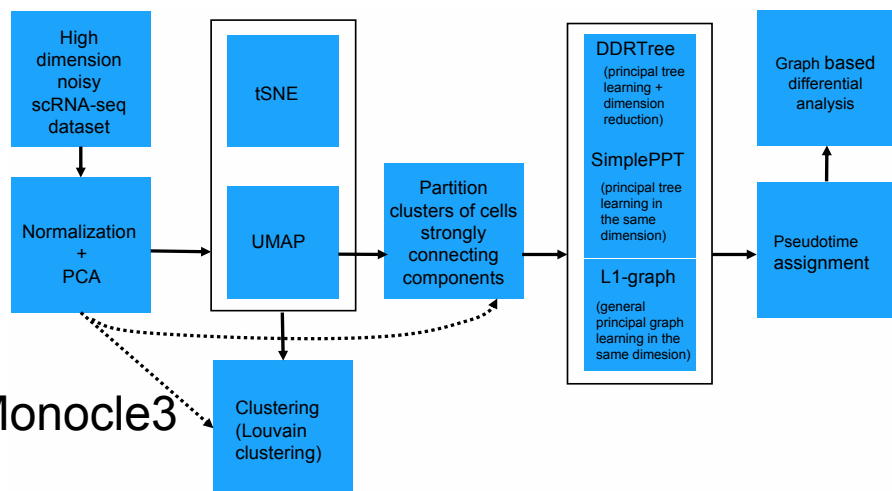 High
dimension
noisy
scRNA-seq
dataset
Normalization
+
PCA
tSNE
UMAP
Clustering
(Louvain
clustering)
Partition
clusters of cells
strongly
connecting
components
DDRTree
(principal tree
learning +
dimension
reduction)
SimplePPT
(principal tree
learning in
the same
dimension)
L1-graph
(general
principal graph
learning in the
same dimesion)
Graph based
differential
analysis
Pseudotime
assignment
Monocle3